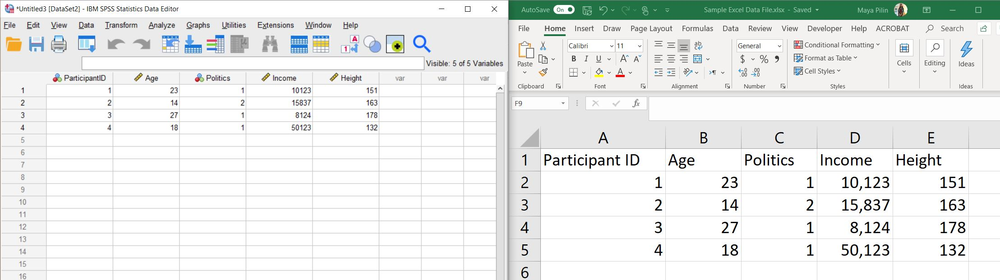 *Untitled3 [DataSet2] - IBM SPSS Statistics Data Editor
File Edit View Data Transform Analyze Graphs Utilities Extensions Window Help
A
1
Visible: 5 of 5 Variables
ParticipantID Age Politics Income Height var var var
1 1 23 1 10123 151
2 2 14 2 15837 163
3 3 27 1 8124 178
4 4 18 1 50123 132
5
6
7
8
9
10
11
12
13
14
15
16
AutoSave On Sample Excel Data File.xlsx - Saved Maya Pilin
File Home Insert Draw Page Layout Formulas Data Review View Developer Help ACROBAT Search
Paste
Clipboard
Calibri 11
B I U A A
A
Font
ab
Alignment
General
$ % ,
.00 .00
Number
Conditional Formatting
Format as Table
Cell Styles
Styles
Cells
Editing
Ideas
Ideas
F9 fx
A B C D E
1 Participant ID Age Politics Income Height
2 1 23 1 10,123 151
3 2 14 2 15,837 163
4 3 27 1 8,124 178
5 4 18 1 50,123 132
6